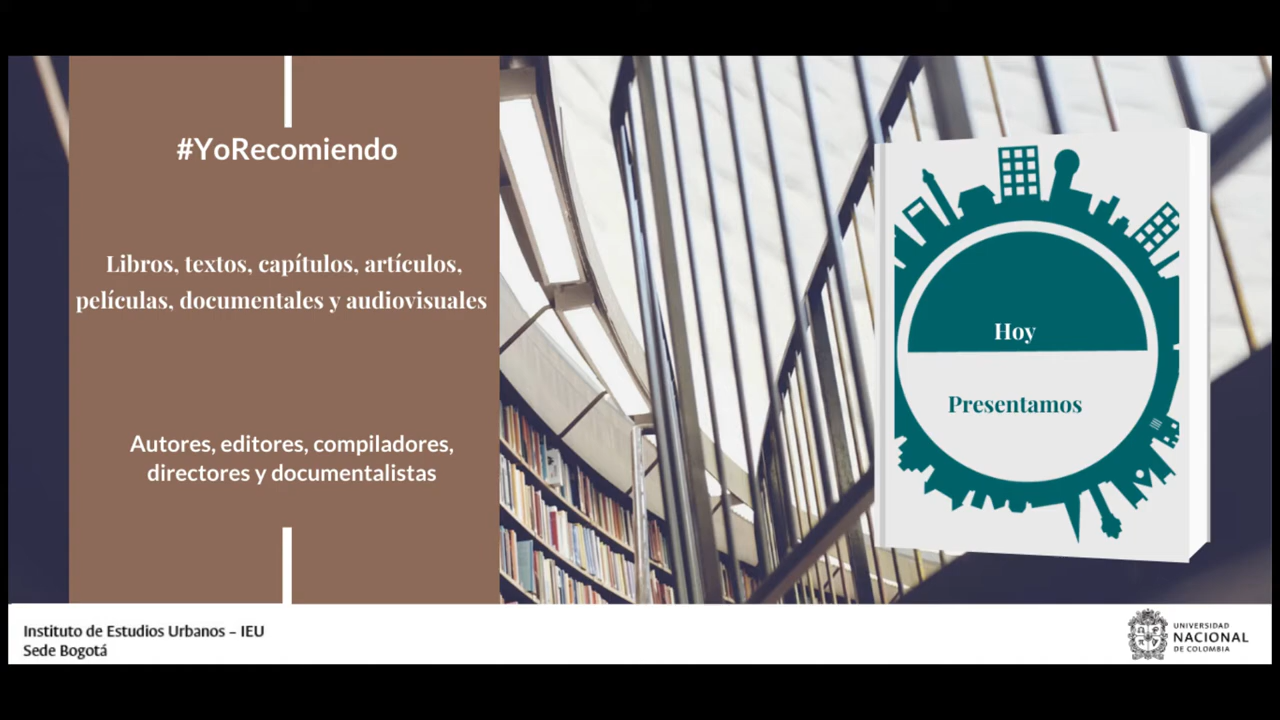 #YoRecomiendo
Libros, textos, capítulos, artículos,
películas, documentales y audiovisuales
Autores, editores, compiladores,
directores y documentalistas
Hoy
Presentamos
Instituto de Estudios Urbanos – IEU
Sede Bogotá
UNIVERSIDAD
NACIONAL
DE COLOMBIA